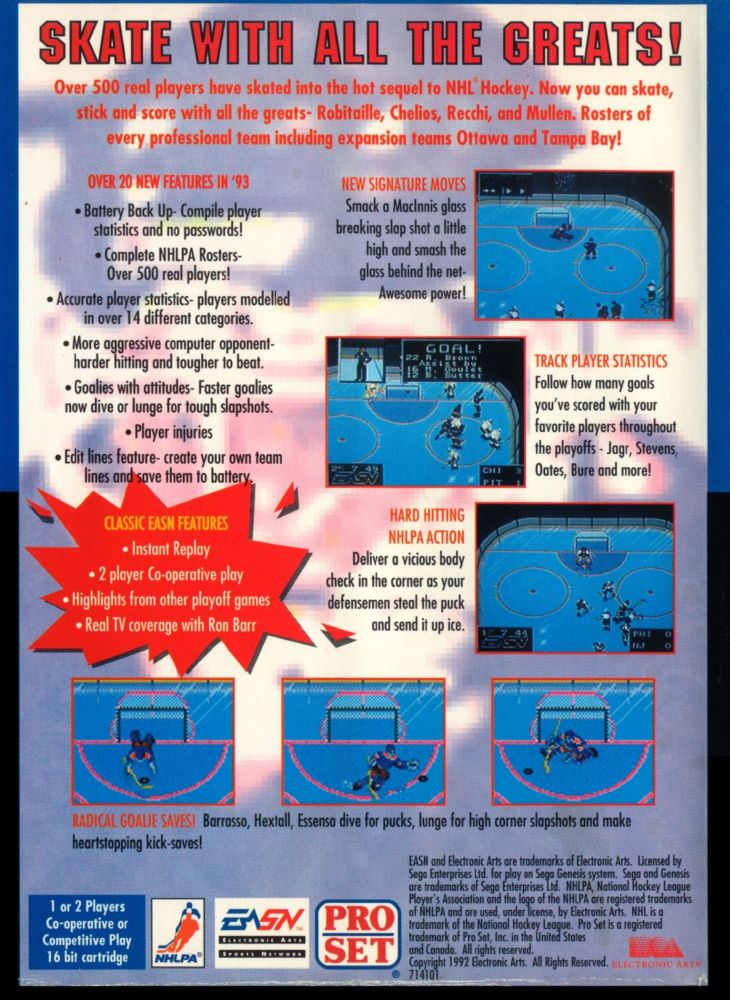 SKATE WITH ALL THE GREATS!
Over 500 real players have skated into the hot sequel to NHL® Hockey. Now you can skate,
stick and score with all the greats- Robitaille, Chelios, Recchi, and Mullen. Rosters of
every professional team including expansion teams Ottawa and Tampa Bay!
OVER 20 NEW FEATURES IN '93
• Battery Back Up- Compile player
statistics and no passwords!
• Complete NHLPA Rosters-
Over 500 real players!
• Accurate player statistics- players modelled
in over 14 different categories.
• More aggressive computer opponent-
harder hitting and tougher to beat.
• Goalies with attitudes- Faster goalies
now dive or lunge for tough slapshots.
• Player injuries
• Edit lines feature- create your own team
lines and save them to battery.
NEW SIGNATURE MOVES
Smack a MacInnis glass
breaking slap shot a little
high and smash the
glass behind the net-
Awesome power!
GOAL!
22 R. Brown
Assist by
16 M. Goulet
12 B. Sutter
2 7:49
EASN
CHI 3
PIT 1
TRACK PLAYER STATISTICS
Follow how many goals
you've scored with your
favorite players throughout
the playoffs - Jagr, Stevens,
Oates, Bure and more!
CLASSIC EASN FEATURES
• Instant Replay
• 2 player Co-operative play
• Highlights from other playoff games
• Real TV coverage with Ron Barr
HARD HITTING
NHLPA ACTION
Deliver a vicious body
check in the corner as your
defensemen steal the puck
and send it up ice.
EASN
PHI 0
NJ 0
RADICAL GOALIE SAVES! Barrasso, Hextall, Essensa dive for pucks, lunge for high corner slapshots and make
heartstopping kick-saves!
1 or 2 Players
Co-operative or
Competitive Play
16 bit cartridge
NHLPA®
EASN™
ELECTRONIC ARTS
SPORTS NETWORK
PRO
SET®
EASN and Electronic Arts are trademarks of Electronic Arts. Licensed by
Sega Enterprises Ltd. for play on Sega Genesis system. Sega and Genesis
are trademarks of Sega Enterprises Ltd. NHLPA, National Hockey League
Player's Association and the logo of the NHLPA are registered trademarks
of NHLPA and are used, under license, by Electronic Arts. NHL is a
trademark of the National Hockey League. Pro Set is a registered
trademark of Pro Set, Inc. in the United States
and Canada. All rights reserved.
Copyright 1992 Electronic Arts. All Rights Reserved.
714101
ELECTRONIC ARTS®